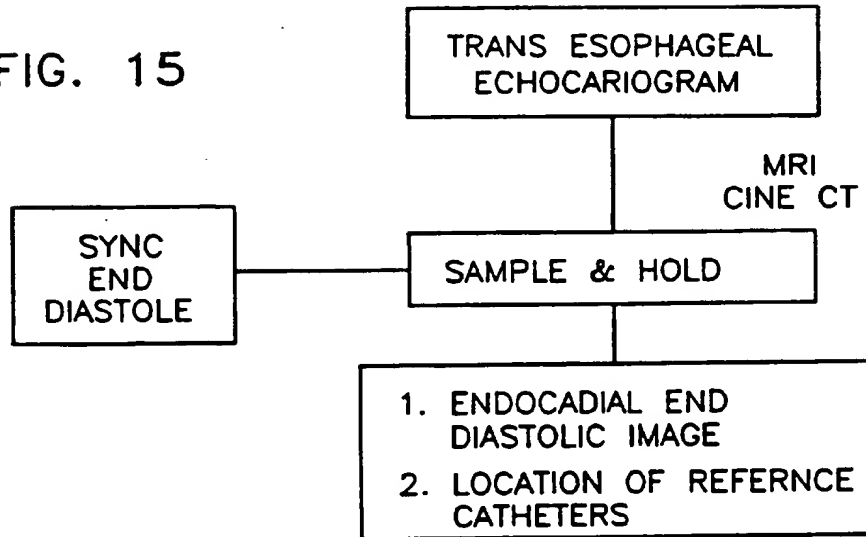 FIG. 15
TRANS ESOPHAGEAL
ECHOCARIOGRAM
MRI
CINE CT
SYNC
END
DIASTOLE
SAMPLE & HOLD
1. ENDOCADIAL END
DIASTOLIC IMAGE
2. LOCATION OF REFERNCE
CATHETERS